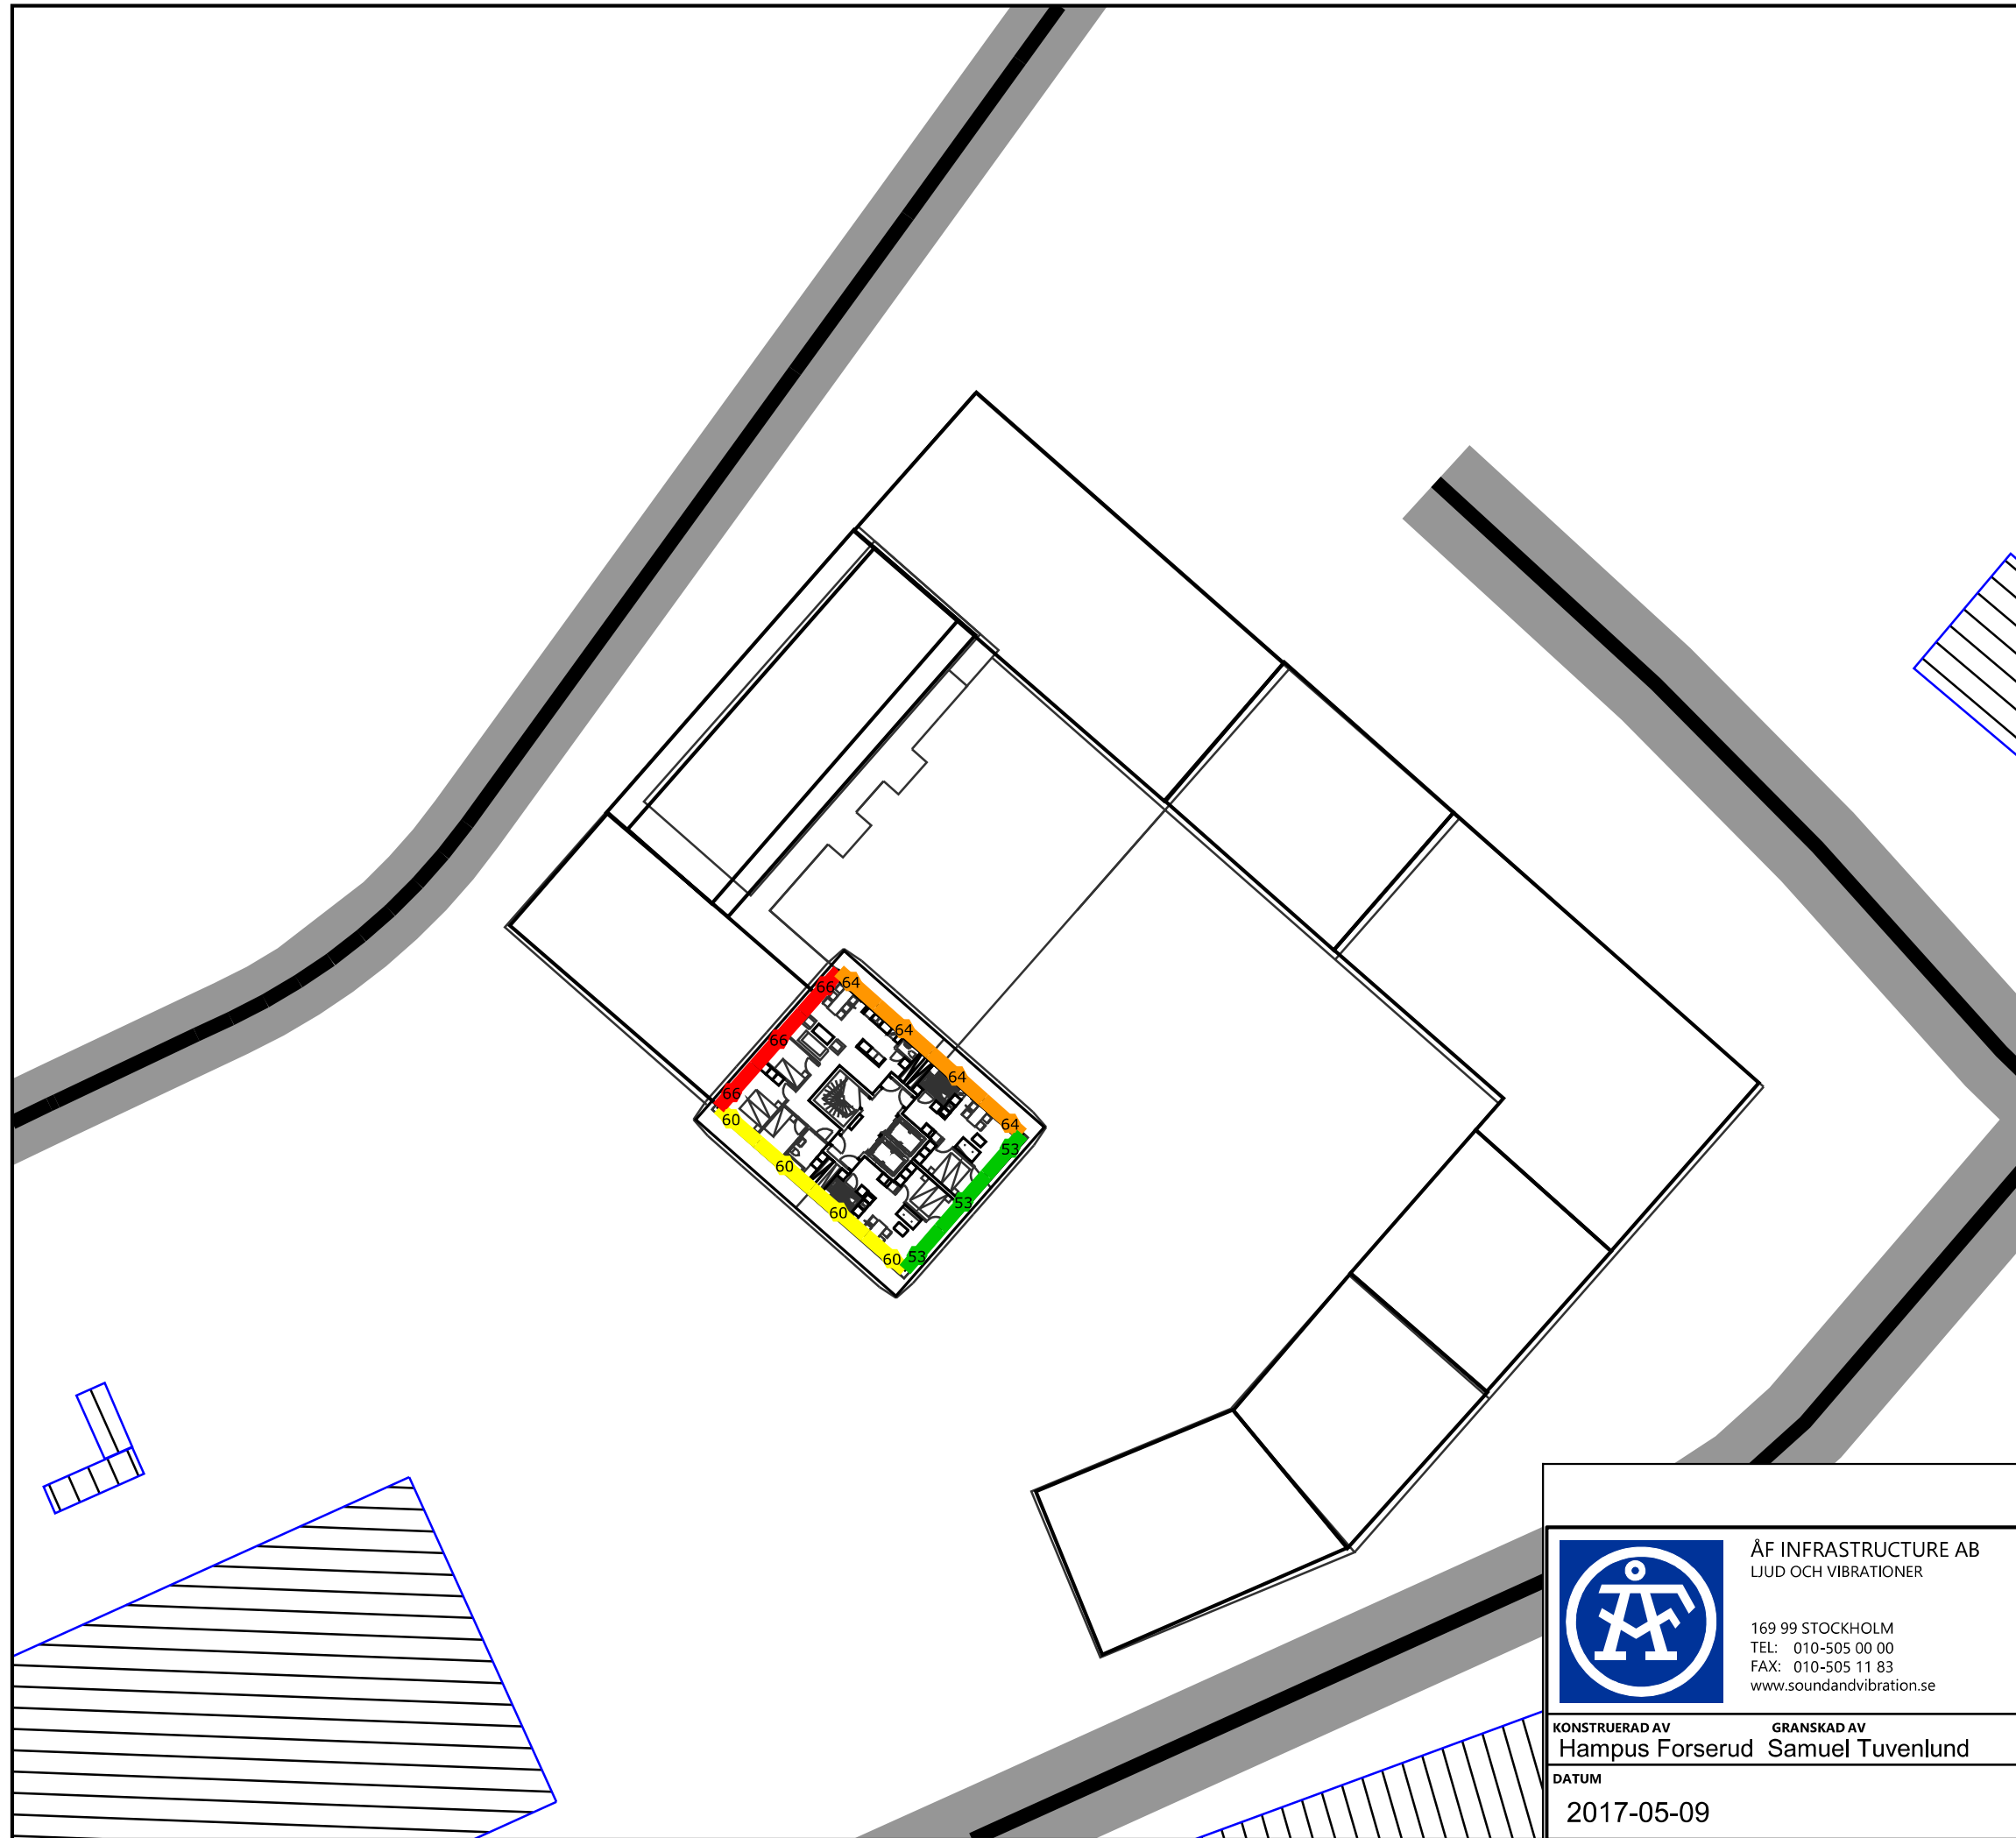 66
64
64
66
64
66
64
60
53
60
53
60
60
53
ÅF
ÅF INFRASTRUCTURE AB
LJUD OCH VIBRATIONER
169 99 STOCKHOLM
TEL: 010-505 00 00
FAX: 010-505 11 83
www.soundandvibration.se
KONSTRUERAD AV GRANSKAD AV
Hampus Forserud Samuel Tuvenlund
DATUM
2017-05-09